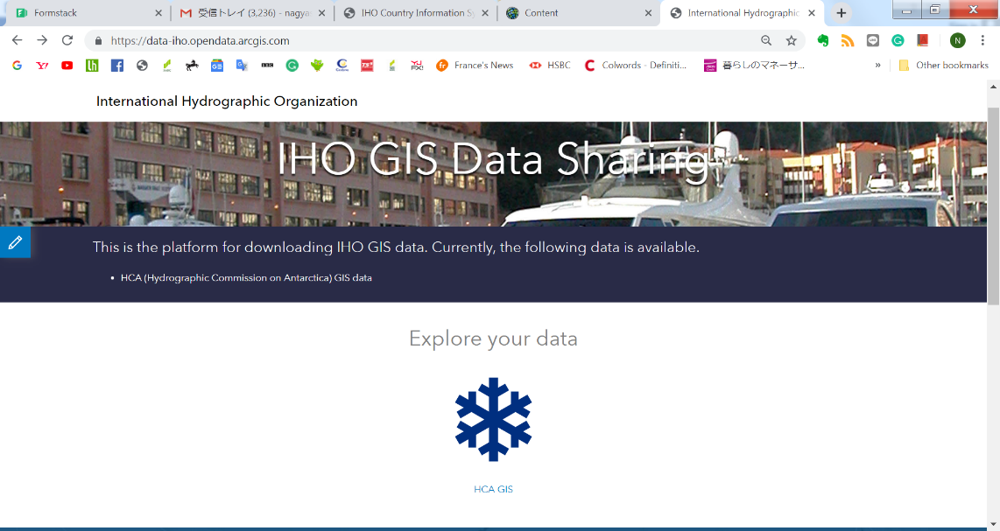 Formstack
受信トレイ (3,236) - nagya
IHO Country Information Sy
Content
International Hydrographic
https://data-iho.opendata.arcgis.com
N
France's News
HSBC
Colwords - Definiti...
暮らしのマネーサ...
»
Other bookmarks
International Hydrographic Organization
IHO GIS Data Sharing
This is the platform for downloading IHO GIS data. Currently, the following data is available.
• HCA (Hydrographic Commission on Antarctica) GIS data
Explore your data
HCA GIS